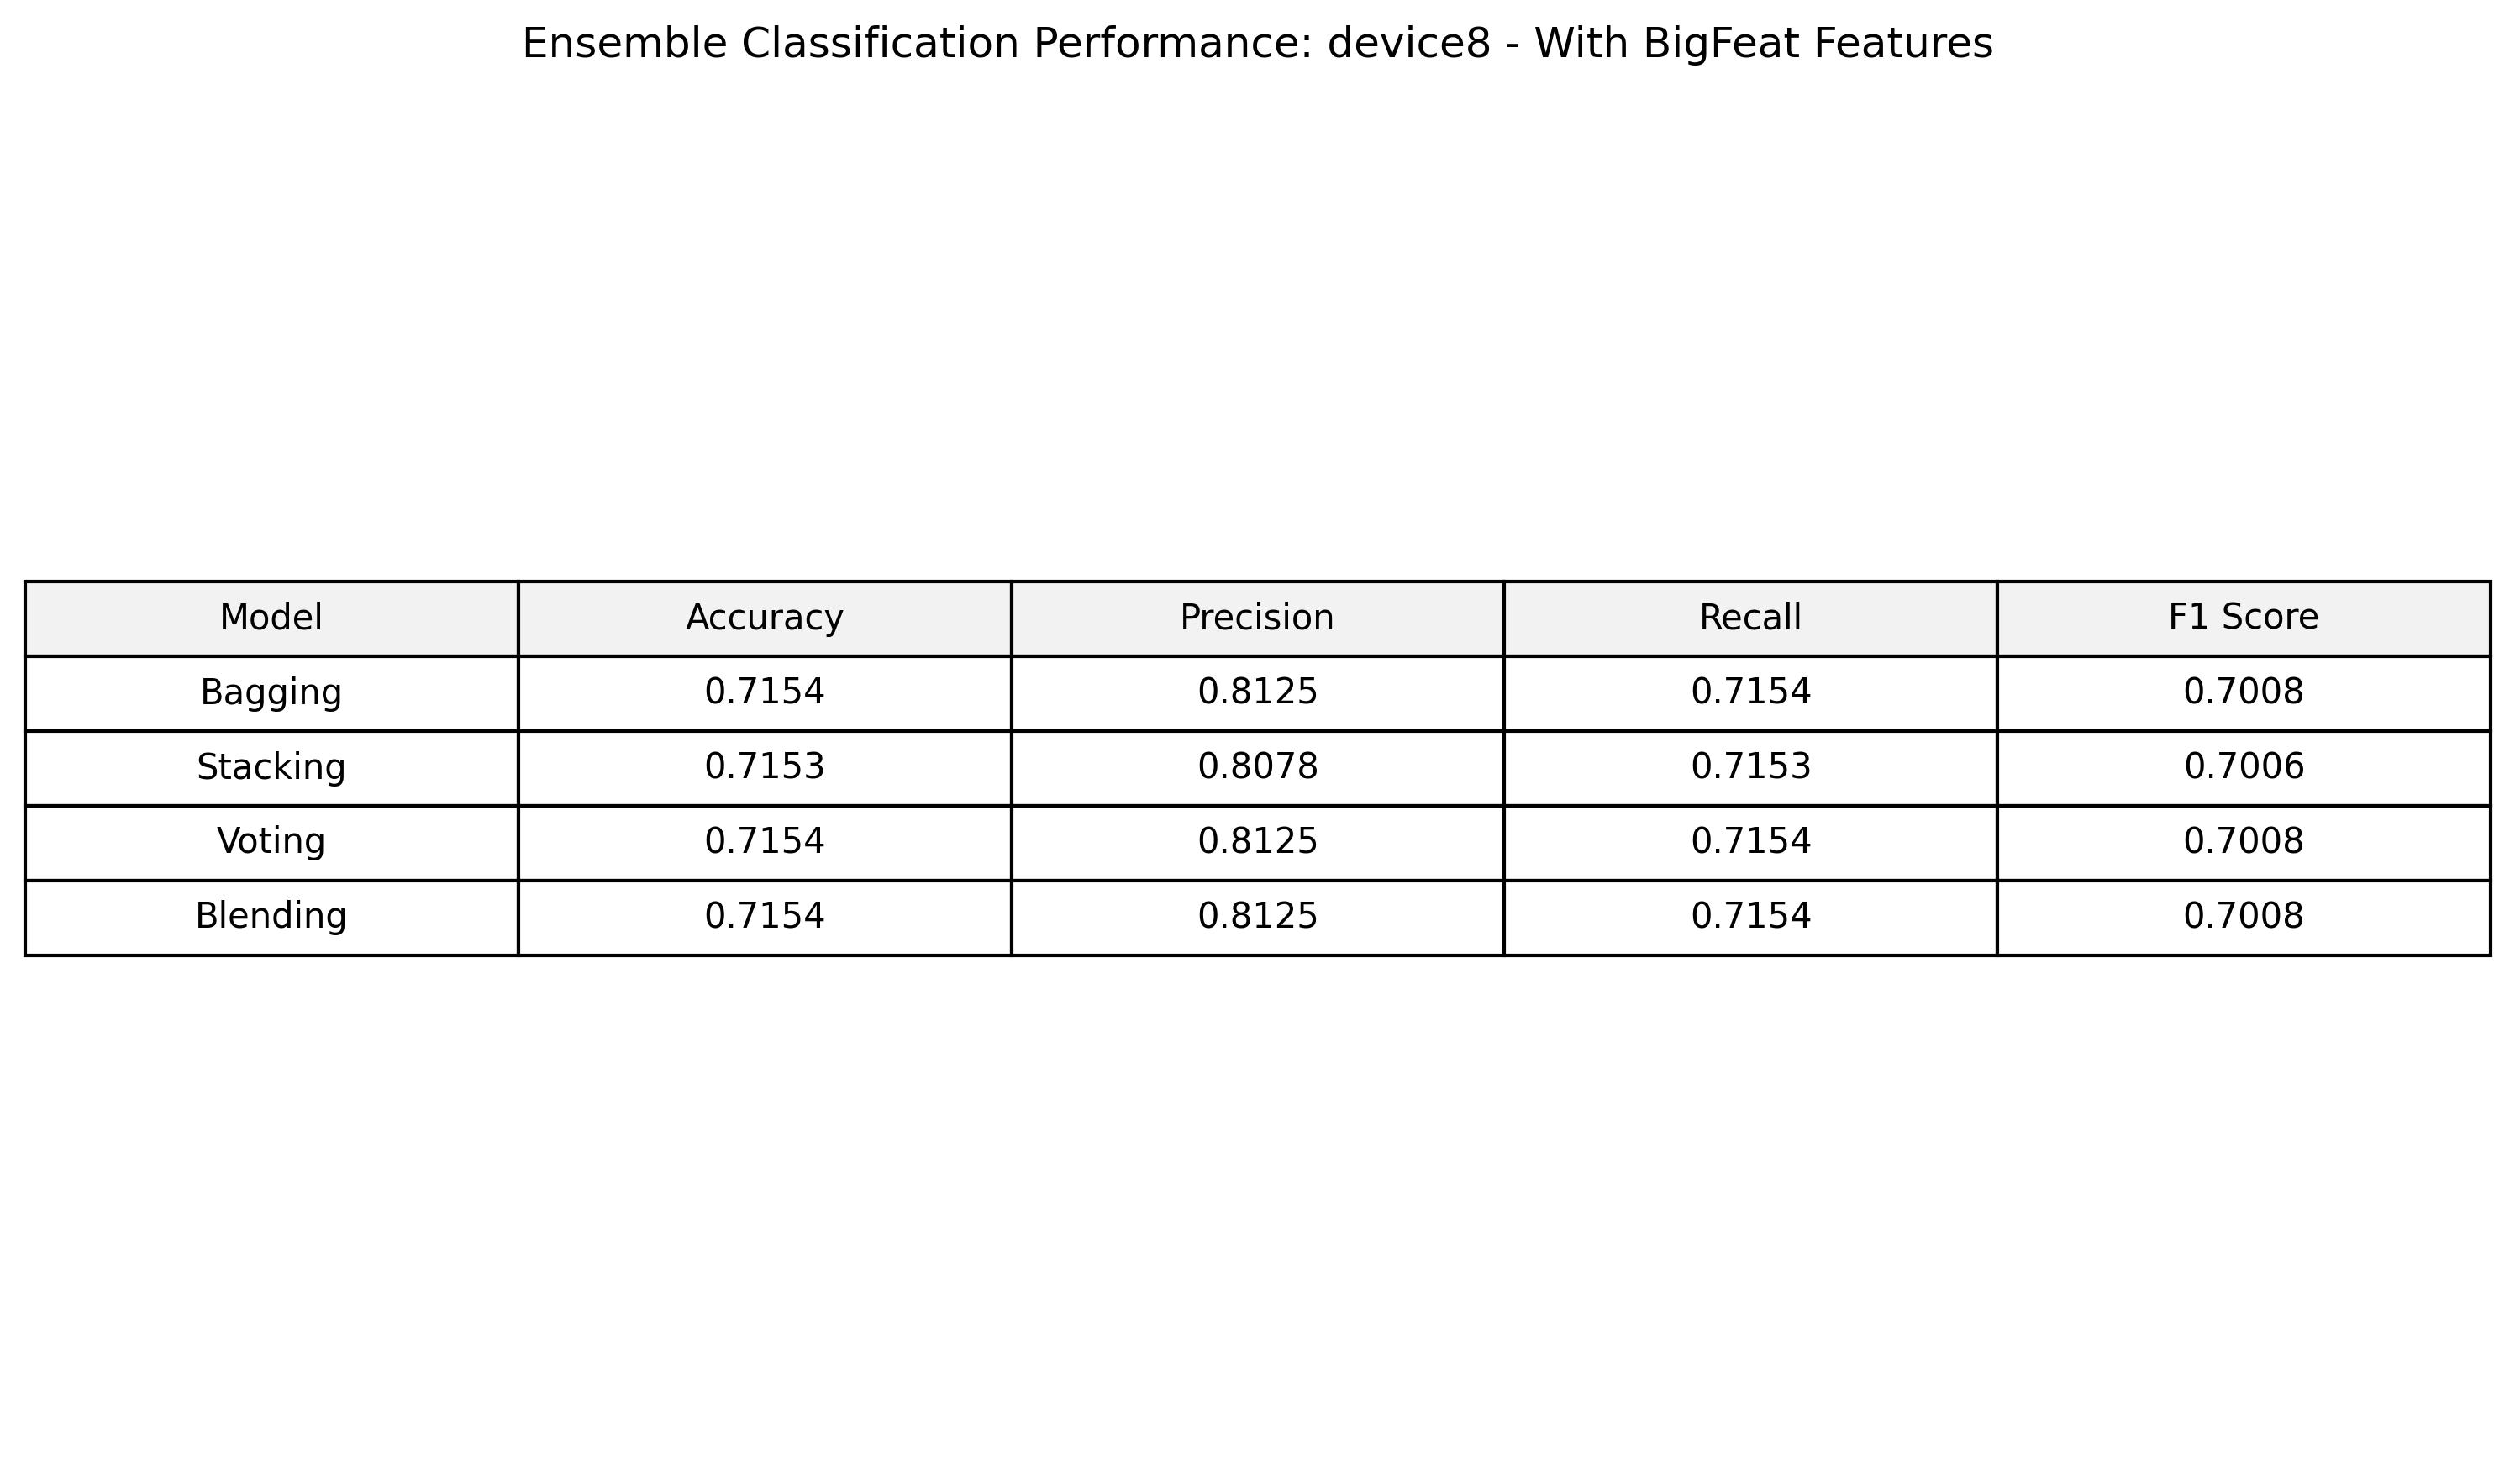 Ensemble Classification Performance: device8 - With BigFeat Features
Model Accuracy Precision Recall F1 Score
Bagging 0.7154 0.8125 0.7154 0.7008
Stacking 0.7153 0.8078 0.7153 0.7006
Voting 0.7154 0.8125 0.7154 0.7008
Blending 0.7154 0.8125 0.7154 0.7008